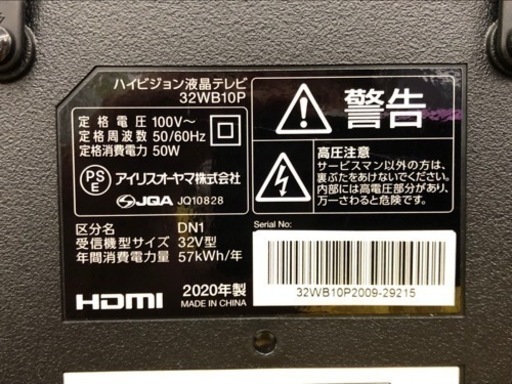 ハイビジョン液晶テレビ
32WB10P
定格電圧 100V～
定格周波数 50/60Hz
定格消費電力 50W
PSE アイリスオーヤマ株式会社
JQA JQ10828
区分名 DN1
受信機型サイズ 32V型
年間消費電力量 57kWh/年
HDMI 2020年製
MADE IN CHINA
警告
高圧注意
サービスマン以外の方は、
裏ぶたをあけないでください。
内部には高電圧部分があり、
万一さわると危険です。
Serial No:
32WB10P2009-29215